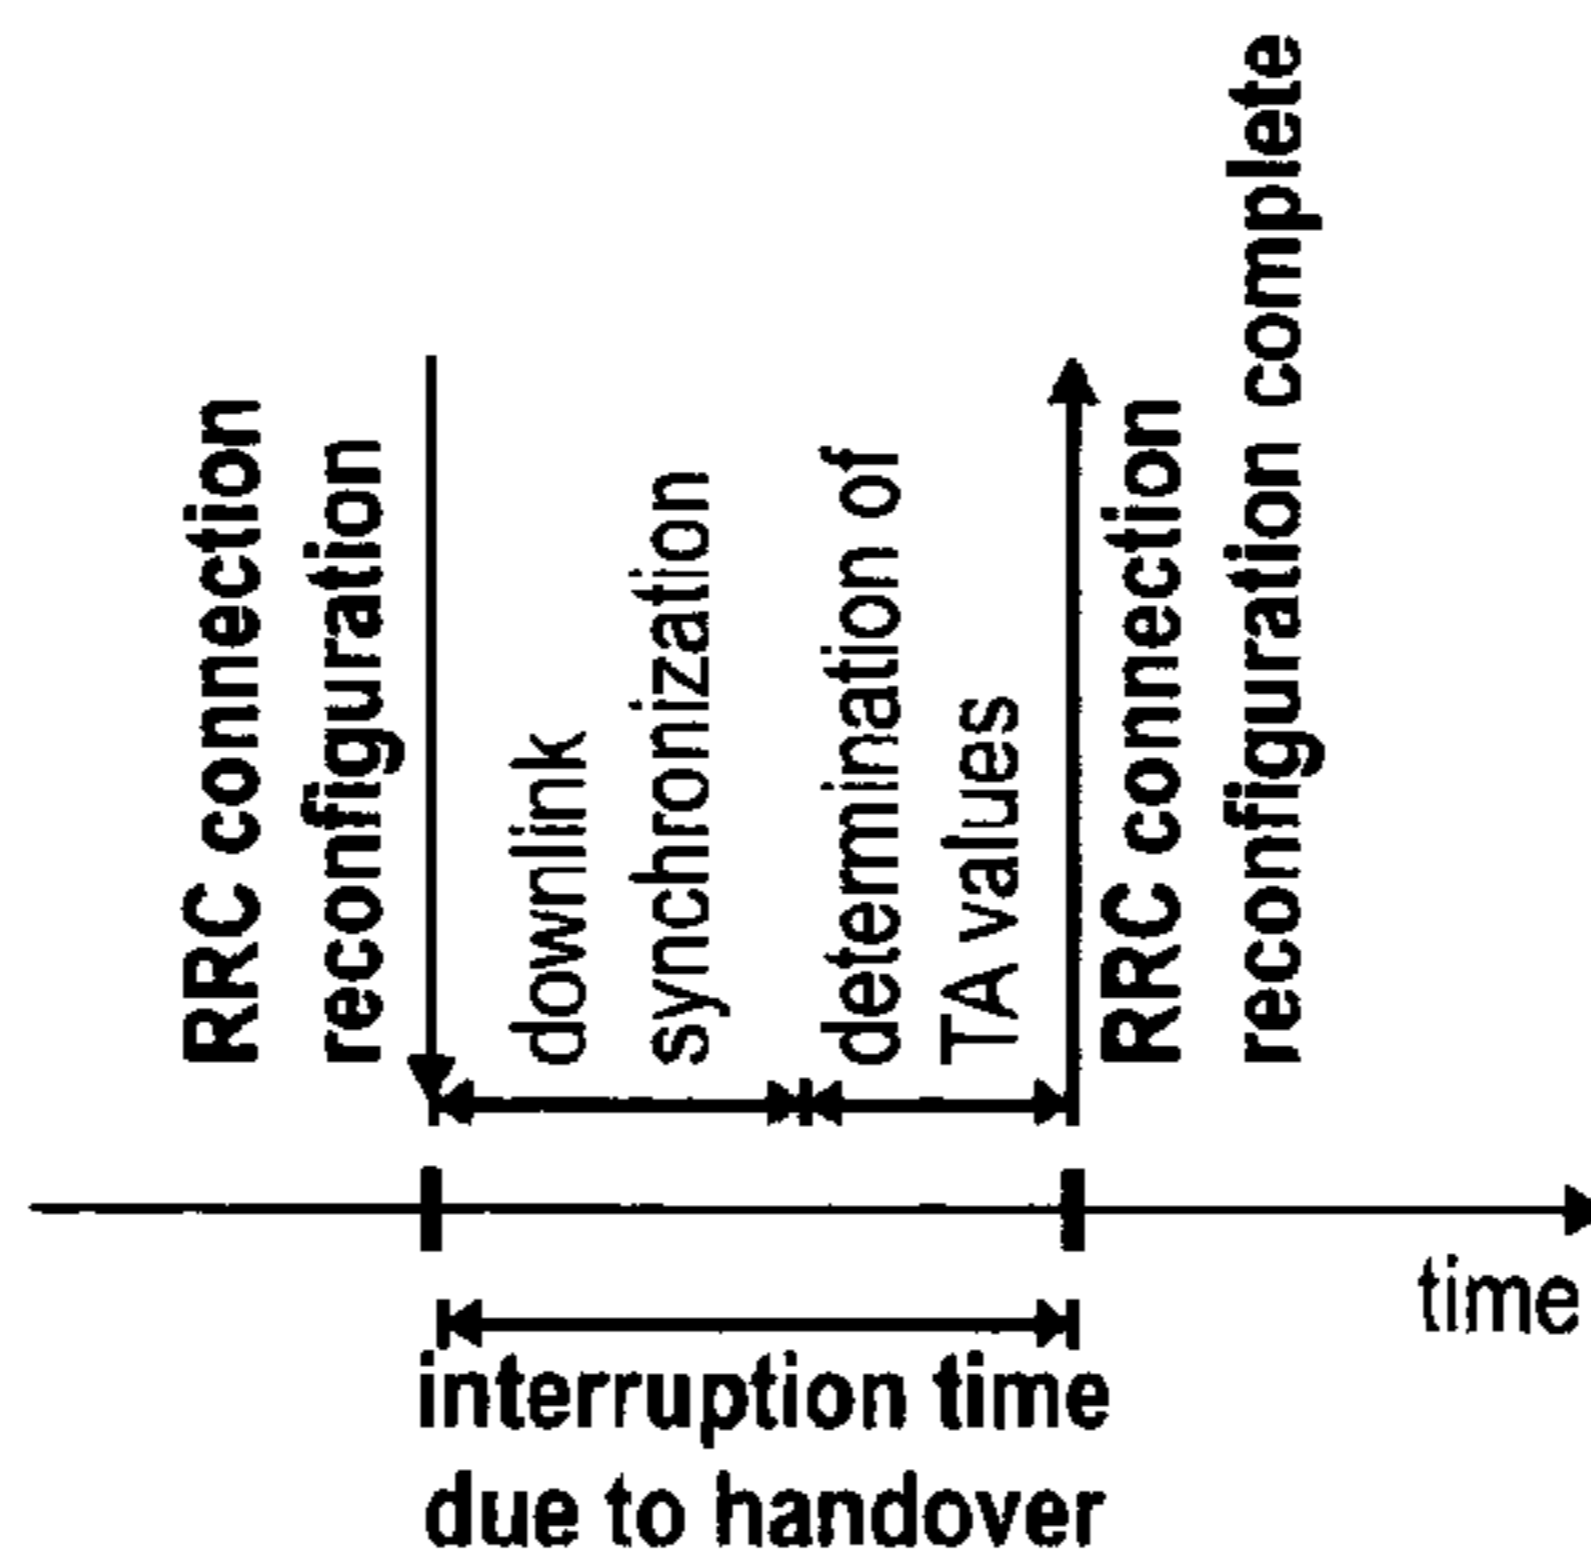 RRC connection
reconfiguration
downlink
synchronization
determination of
TA values
RRC connection
reconfiguration complete
time
interruption time
due to handover